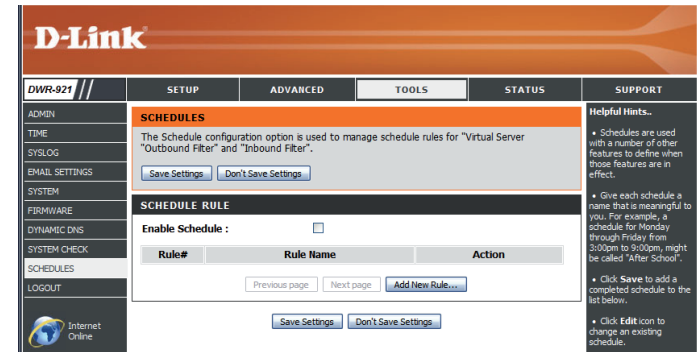 D-Link
DWR-921
SETUP
ADVANCED
TOOLS
STATUS
SUPPORT
ADMIN
TIME
SYSLOG
EMAIL SETTINGS
SYSTEM
FIRMWARE
DYNAMIC DNS
SYSTEM CHECK
SCHEDULES
LOGOUT
Internet
Online
SCHEDULES
The Schedule configuration option is used to manage schedule rules for "Virtual Server
"Outbound Filter" and "Inbound Filter".
Save Settings Don't Save Settings
SCHEDULE RULE
Enable Schedule :
Rule# Rule Name Action
Previous page Next page Add New Rule...
Save Settings Don't Save Settings
Helpful Hints..
• Schedules are used
with a number of other
features to define when
those features are in
effect.
• Give each schedule a
name that is meaningful to
you. For example, a
schedule for Monday
through Friday from
3:00pm to 9:00pm, might
be called "After School".
• Click Save to add a
completed schedule to the
list below.
• Click Edit icon to
change an existing
schedule.